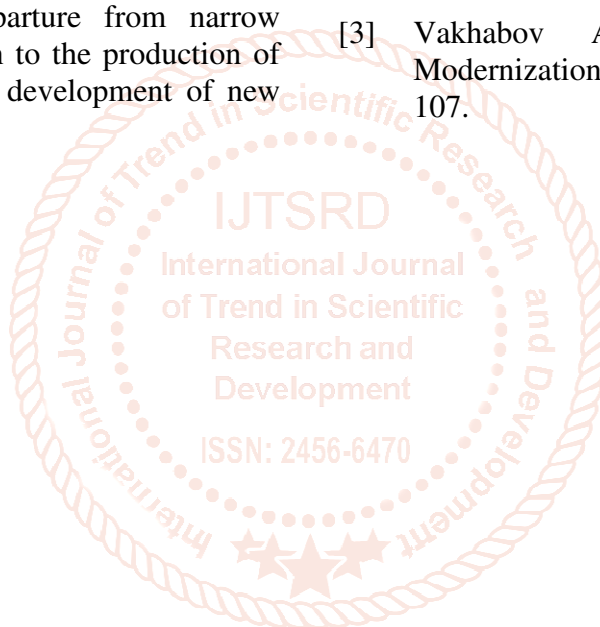 parture from narrow
n to the production of
development of new
[3] Vakhabov A
Modernization
107.
International Journal of Trend in Scientific Research and Development
IJTSRD
International Journal
of Trend in Scientific
Research and
Development
ISSN: 2456-6470